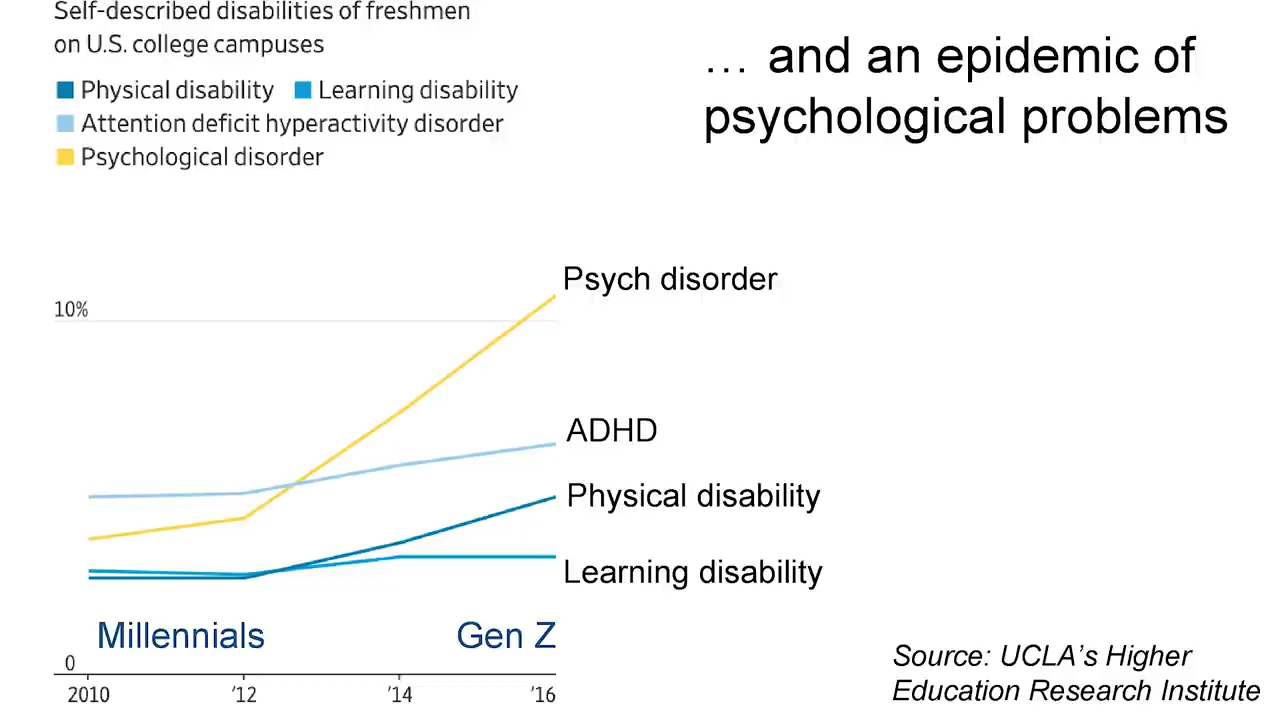 Self-described disabilities of freshmen
on U.S. college campuses
Physical disability Learning disability
Attention deficit hyperactivity disorder
Psychological disorder
… and an epidemic of
psychological problems
10%
Psych disorder
ADHD
Physical disability
Learning disability
Millennials Gen Z
0
2010 '12 '14 '16
Source: UCLA’s Higher
Education Research Institute